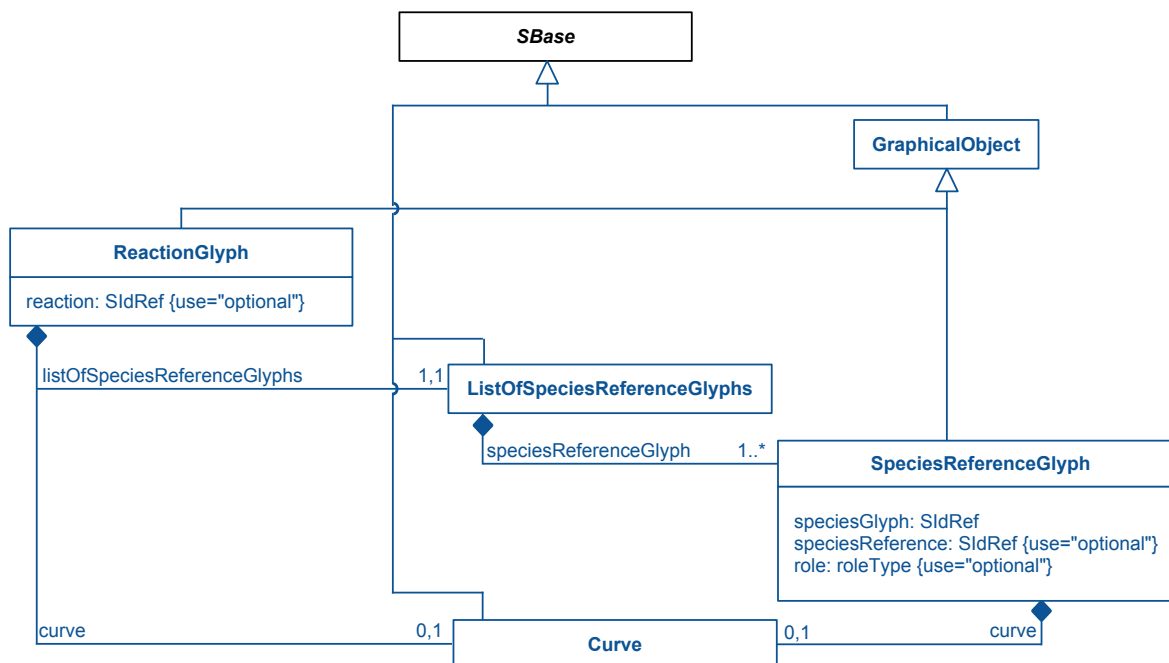 SBase
GraphicalObject
ReactionGlyph
reaction: SIdRef {use="optional"}
listOfSpeciesReferenceGlyphs
1,1
ListOfSpeciesReferenceGlyphs
speciesReferenceGlyph
1..*
SpeciesReferenceGlyph
speciesGlyph: SIdRef
speciesReference: SIdRef {use="optional"}
role: roleType {use="optional"}
curve
0,1
Curve
0,1
curve